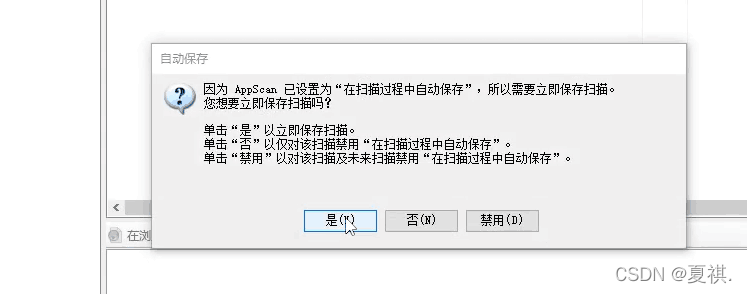 自动保存
因为 AppScan 已设置为“在扫描过程中自动保存”，所以需要立即保存扫描。
您想要立即保存扫描吗？
单击“是”以立即保存扫描。
单击“否”以仅对该扫描禁用“在扫描过程中自动保存”。
单击“禁用”以对该扫描及未来扫描禁用“在扫描过程中自动保存”。
是(Y) 否(N) 禁用(D)
在浏
CSDN @夏祺.